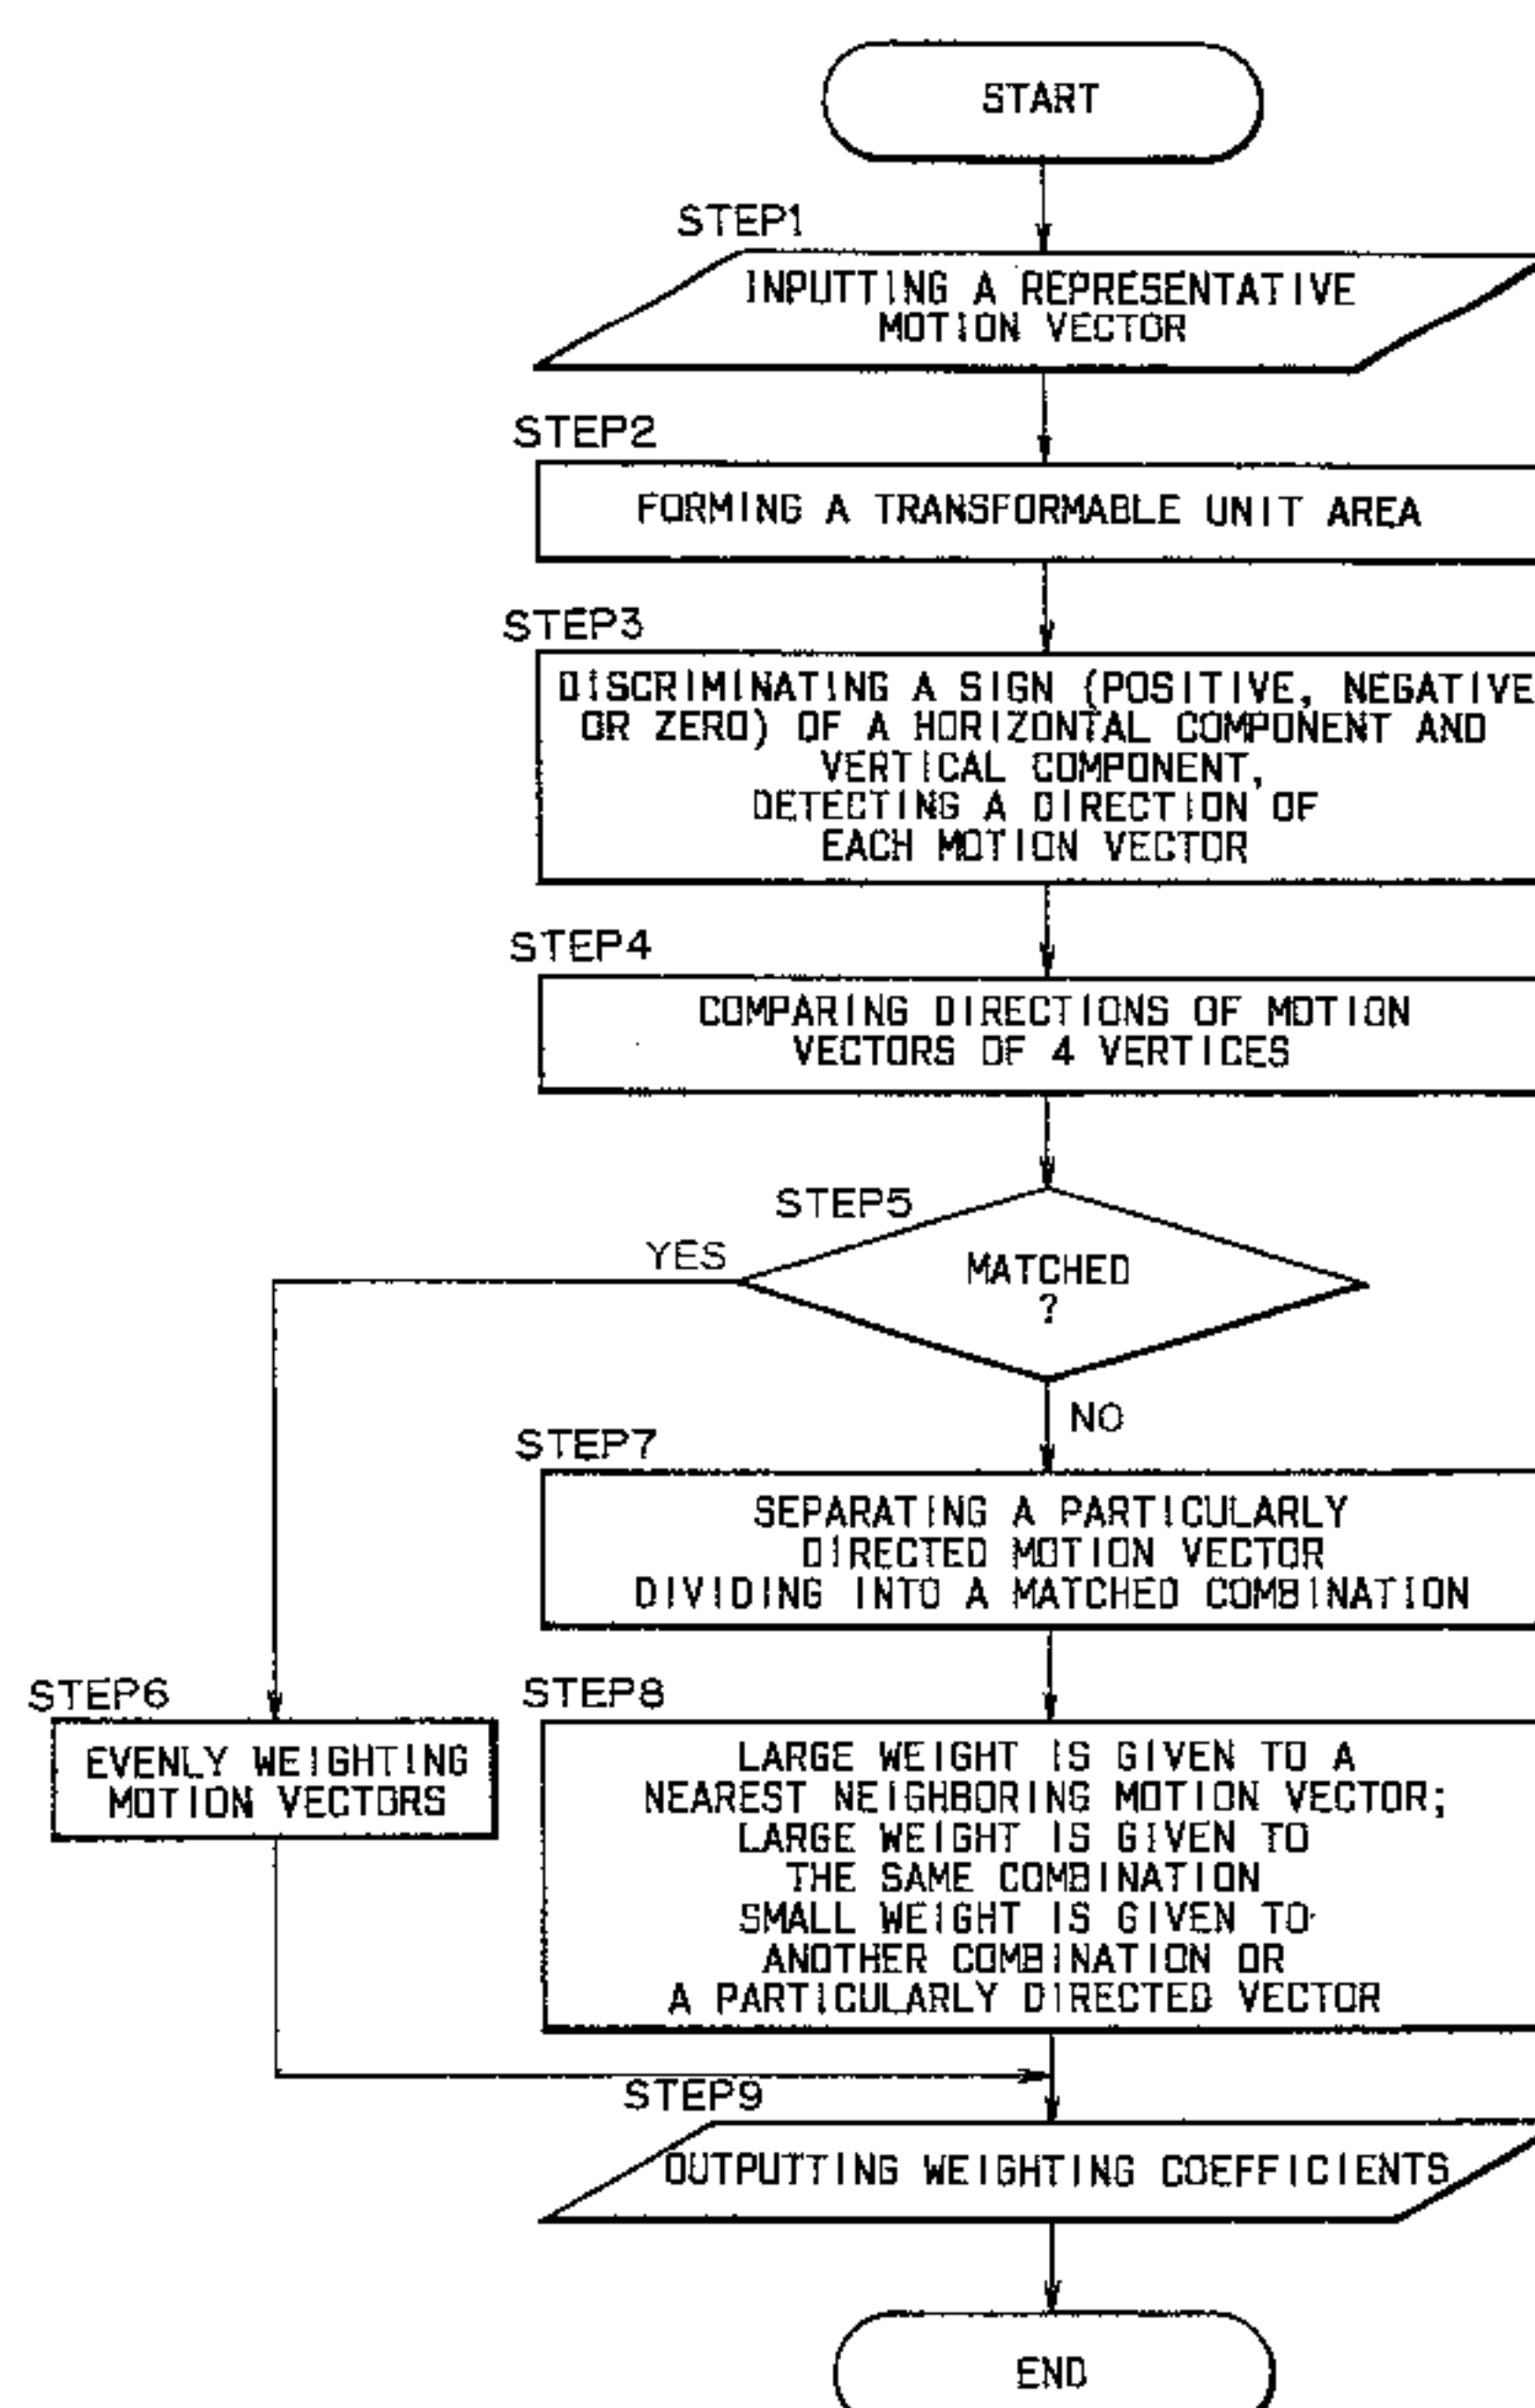 START
STEP1
INPUTTING A REPRESENTATIVE
MOTION VECTOR
STEP2
FORMING A TRANSFORMABLE UNIT AREA
STEP3
DISCRIMINATING A SIGN (POSITIVE, NEGATIVE
OR ZERO) OF A HORIZONTAL COMPONENT AND
VERTICAL COMPONENT,
DETECTING A DIRECTION OF
EACH MOTION VECTOR
STEP4
COMPARING DIRECTIONS OF MOTION
VECTORS OF 4 VERTICES
STEP5
YES
MATCHED
?
NO
STEP7
SEPARATING A PARTICULARLY
DIRECTED MOTION VECTOR
DIVIDING INTO A MATCHED COMBINATION
STEP6
EVENLY WEIGHTING
MOTION VECTORS
STEP8
LARGE WEIGHT IS GIVEN TO A
NEAREST NEIGHBORING MOTION VECTOR;
LARGE WEIGHT IS GIVEN TO
THE SAME COMBINATION
SMALL WEIGHT IS GIVEN TO
ANOTHER COMBINATION OR
A PARTICULARLY DIRECTED VECTOR
STEP9
OUTPUTTING WEIGHTING COEFFICIENTS
END